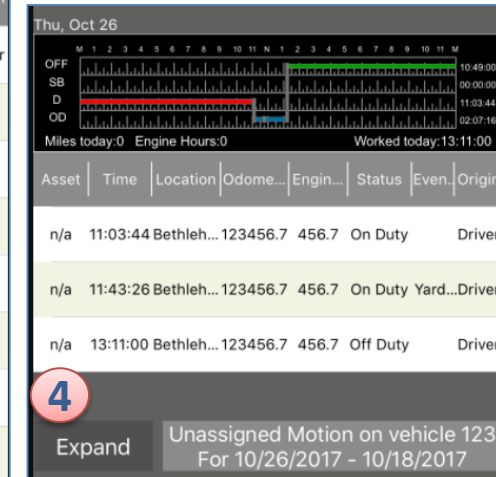 Thu, Oct 26
M 1 2 3 4 5 6 7 8 9 10 11 N 1 2 3 4 5 6 7 8 9 10 11 M
OFF 10:49:00
SB 00:00:00
D 11:03:44
OD 02:07:16
Miles today:0 Engine Hours:0 Worked today:13:11:00
Asset Time Location Odome... Engin... Status Even.. Origin
n/a 11:03:44 Bethleh... 123456.7 456.7 On Duty Driver
n/a 11:43:26 Bethleh... 123456.7 456.7 On Duty Yard... Driver
n/a 13:11:00 Bethleh... 123456.7 456.7 Off Duty Driver
4
Expand
Unassigned Motion on vehicle 123
For 10/26/2017 - 10/18/2017